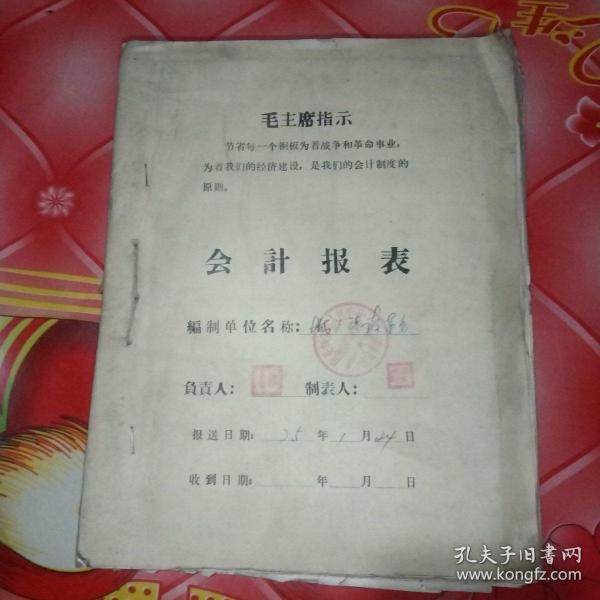 毛主席指示
节省每一个铜板为着战争和革命事业，
为着我们的经济建设，是我们的会计制度的
原则。
会計报表
編制单位名称：
負責人： 制表人：
报送日期： 75 年 1 月 24 日
收到日期： 年 月 日
孔夫子旧书网
www.kongfz.com